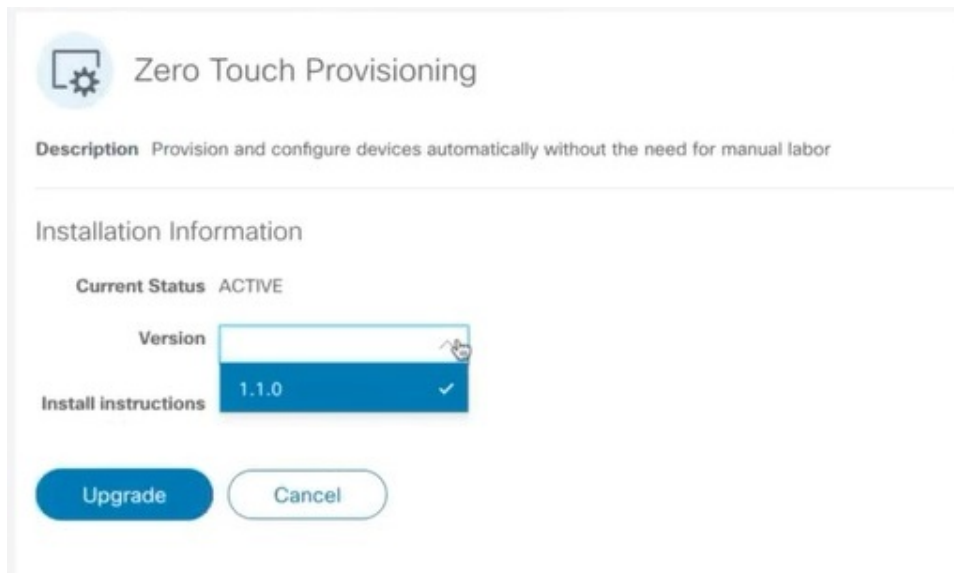 Zero Touch Provisioning
Description Provision and configure devices automatically without the need for manual labor
Installation Information
Current Status ACTIVE
Version
1.1.0
Install instructions
Upgrade Cancel